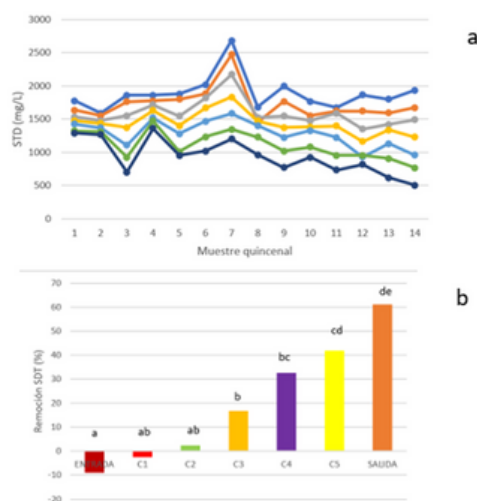 a
3000
2500
2000
1500
1000
500
0
STD (mg/L)
1 2 3 4 5 6 7 8 9 10 11 12 13 14
Muestre quincenal
b
70
60
50
40
30
20
10
0
-10
-20
Remoción SDT (%)
a ab ab b bc cd de
ENTRADA C1 C2 C3 C4 C5 SALIDA